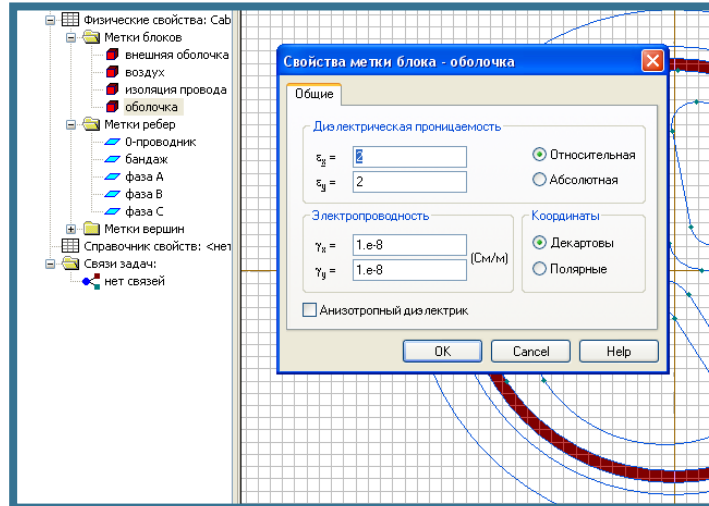 Физические свойства: Cab
Метки блоков
внешняя оболочка
воздух
изоляция провода
оболочка
Метки ребер
0-проводник
бандаж
фаза A
фаза B
фаза C
Метки вершин
Справочник свойств: <нет
Связи задач:
нет связей
Свойства метки блока - оболочка
Общие
Диэлектрическая проницаемость
εx = 2
εy = 2
Относительная
Абсолютная
Электропроводность
γx = 1.e-8
γy = 1.e-8
(См/м)
Координаты
Декартовы
Полярные
Анизотропный диэлектрик
OK Cancel Help